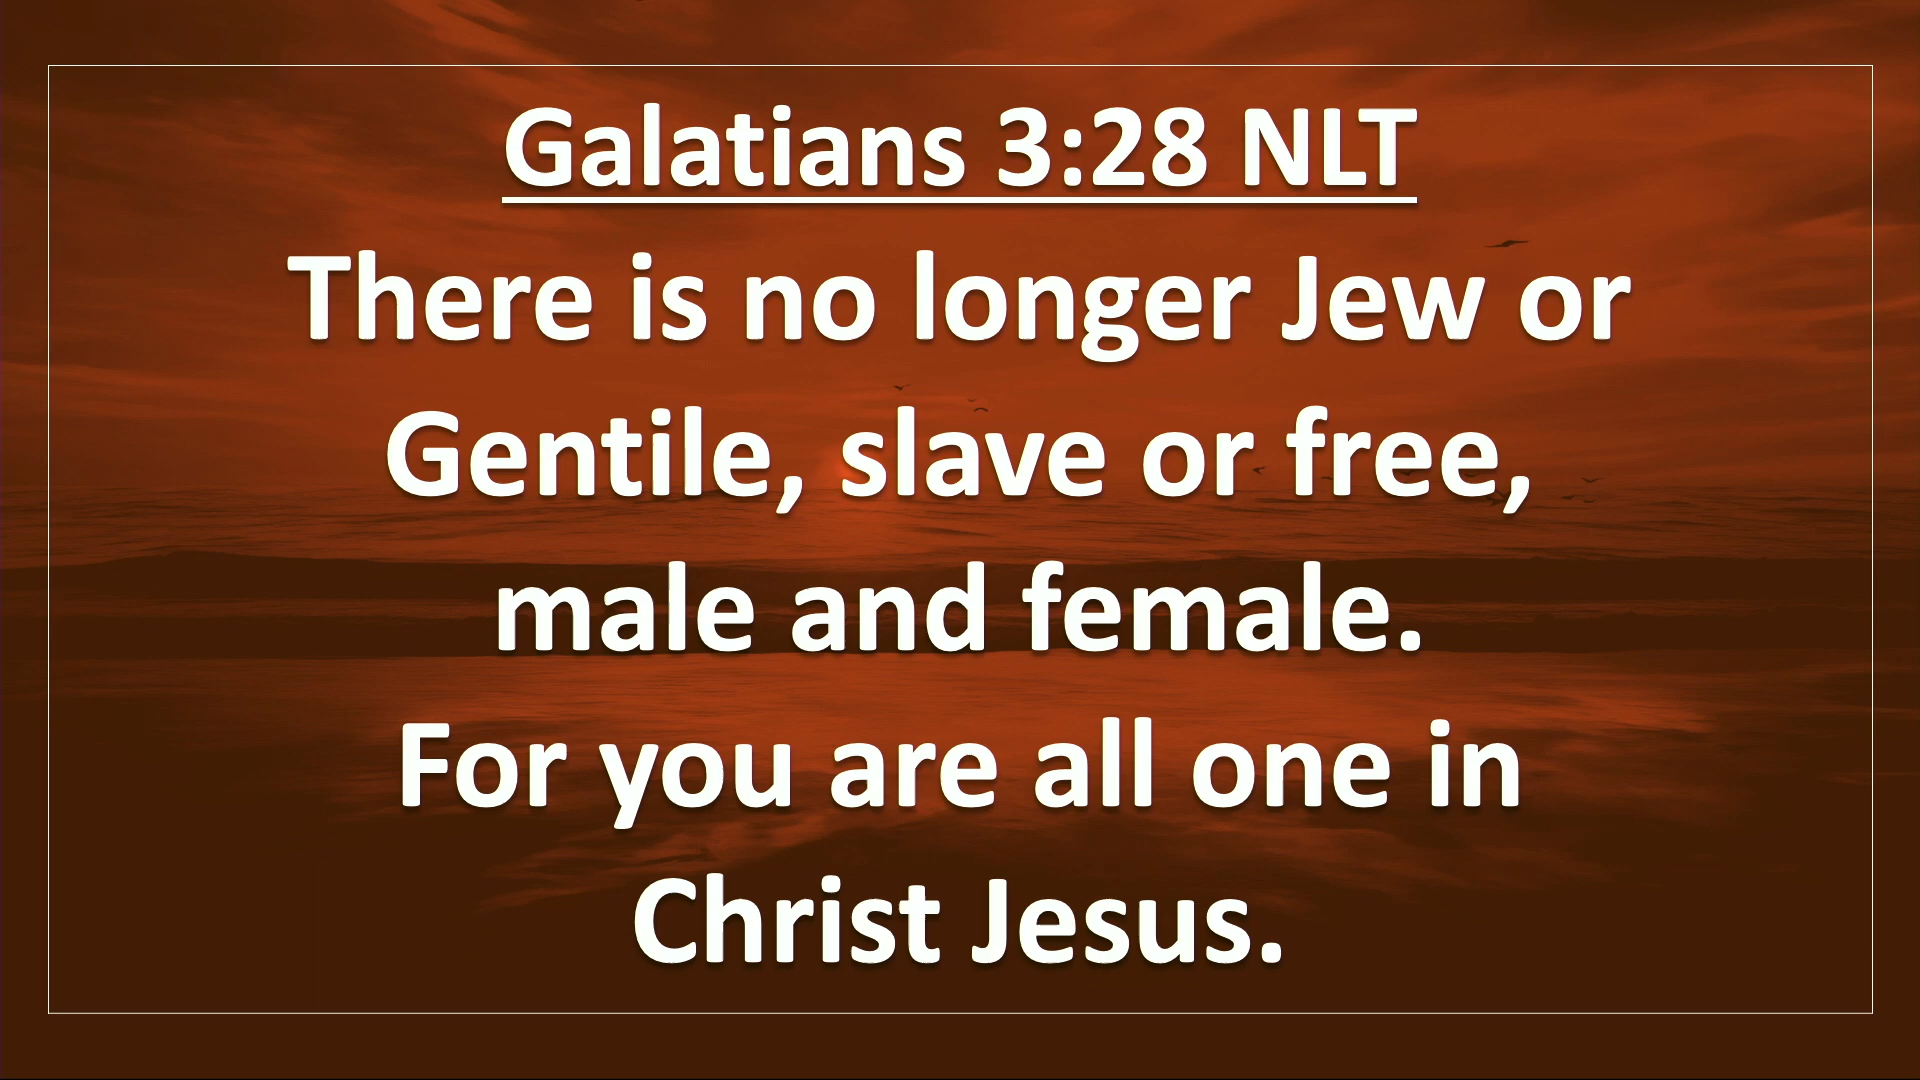 Galatians 3:28 NLT
There is no longer Jew or
Gentile, slave or free,
male and female.
For you are all one in
Christ Jesus.